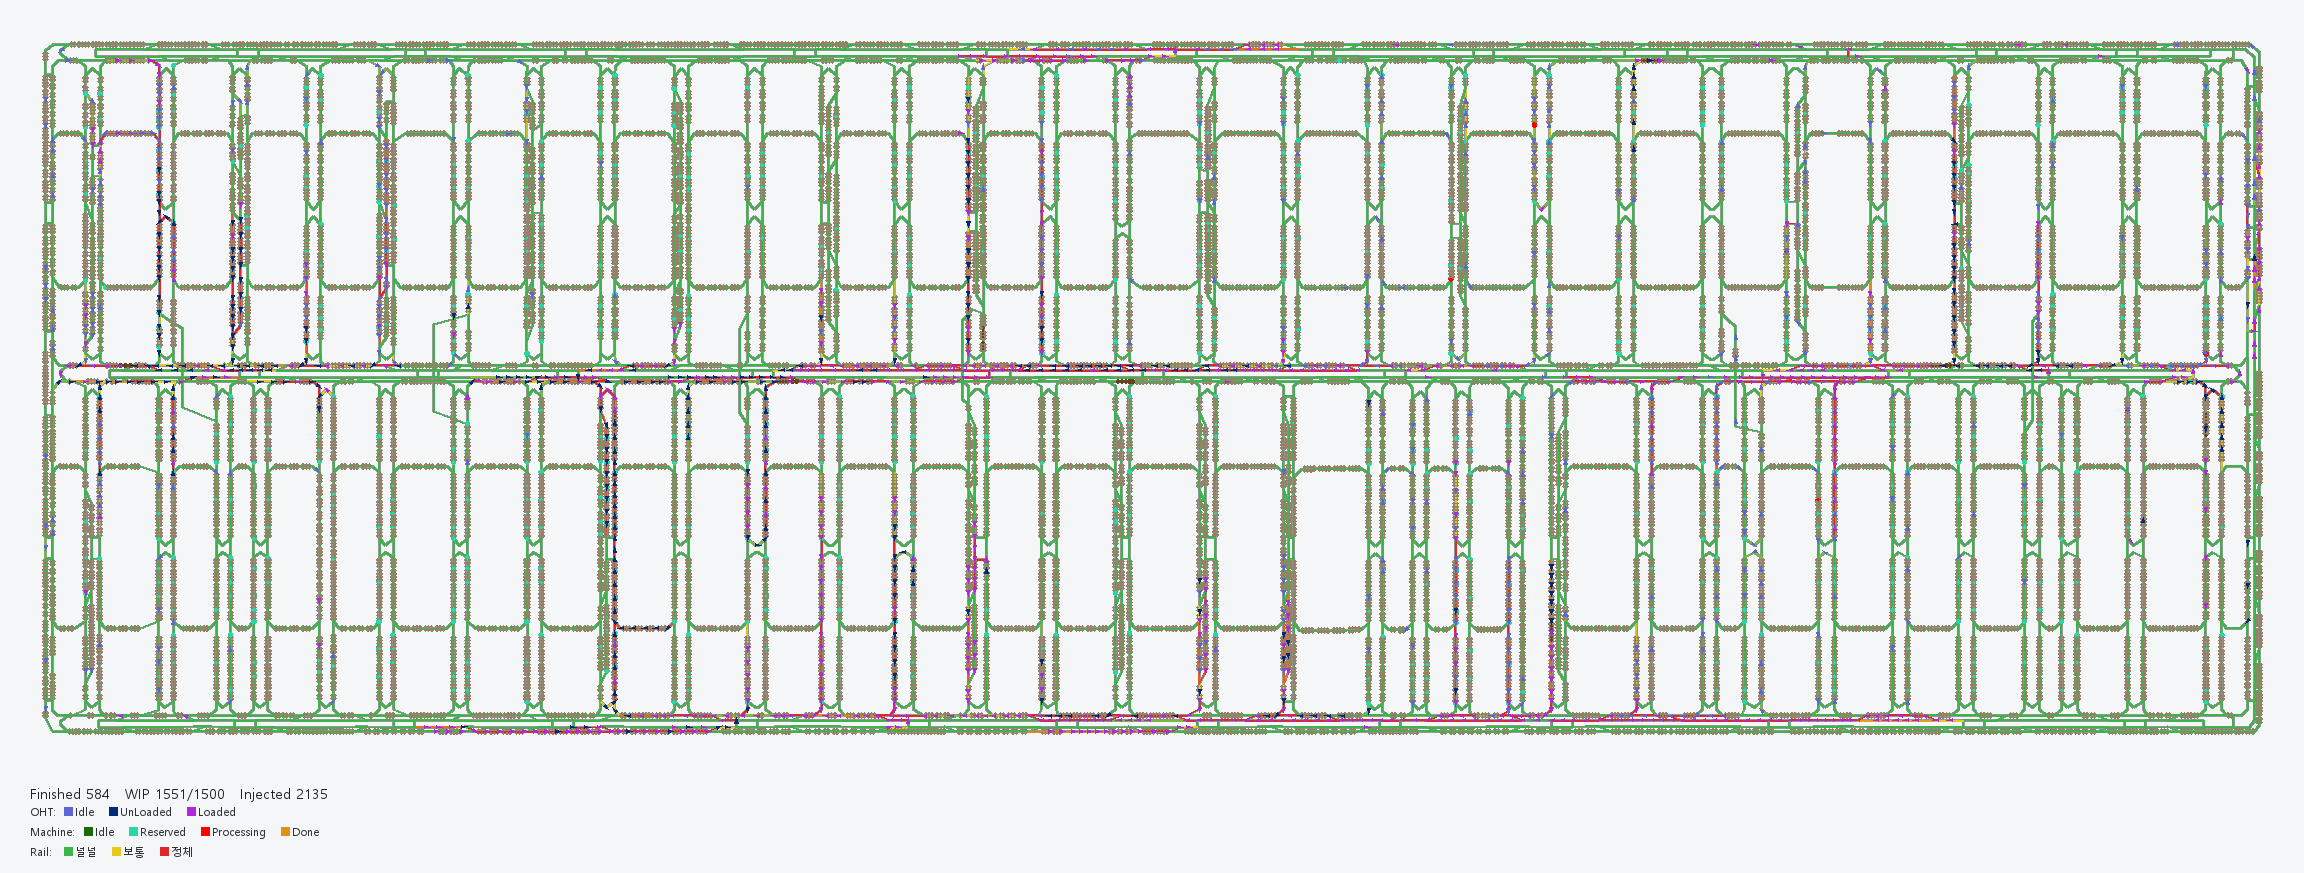 Finished 584 WIP 1551/1500 Injected 2135
OHT: Idle UnLoaded Loaded
Machine: Idle Reserved Processing Done
Rail: 널널 보통 정체